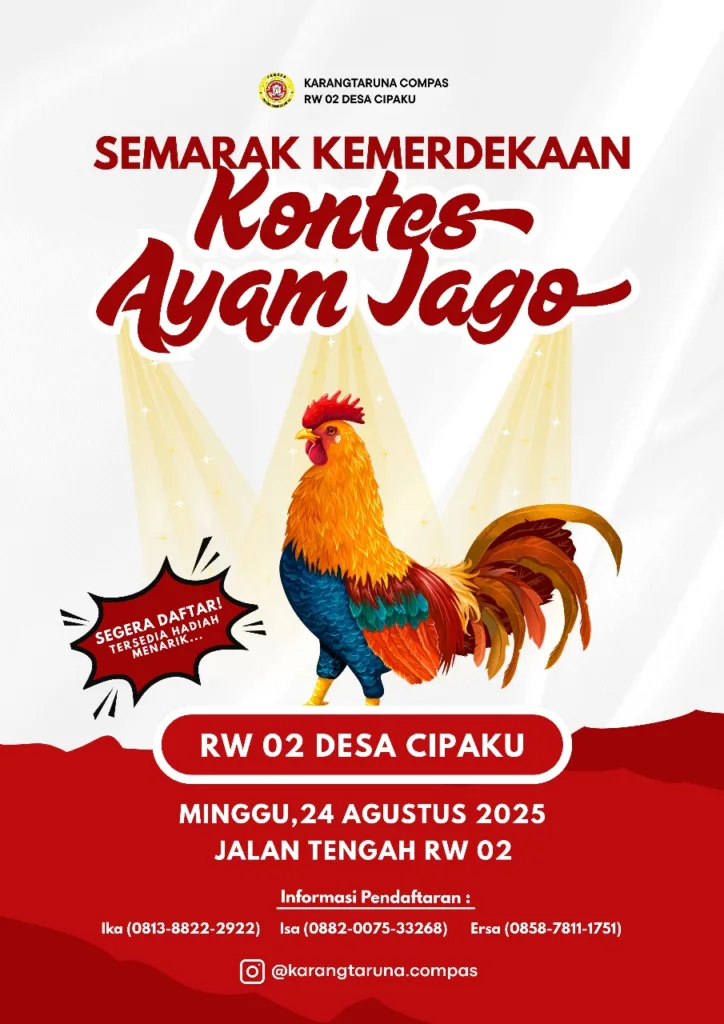 KARANGTARUNA COMPAS
RW 02 DESA CIPAKU
SEMARAK KEMERDEKAAN
Kontes
Ayam Jago
SEGERA DAFTAR!
TERSEDIA HADIAH
MENARIK...
RW 02 DESA CIPAKU
MINGGU,24 AGUSTUS 2025
JALAN TENGAH RW 02
Informasi Pendaftaran :
Ika (0813-8822-2922) Isa (0882-0075-33268) Ersa (0858-7811-1751)
@karangtaruna.compas